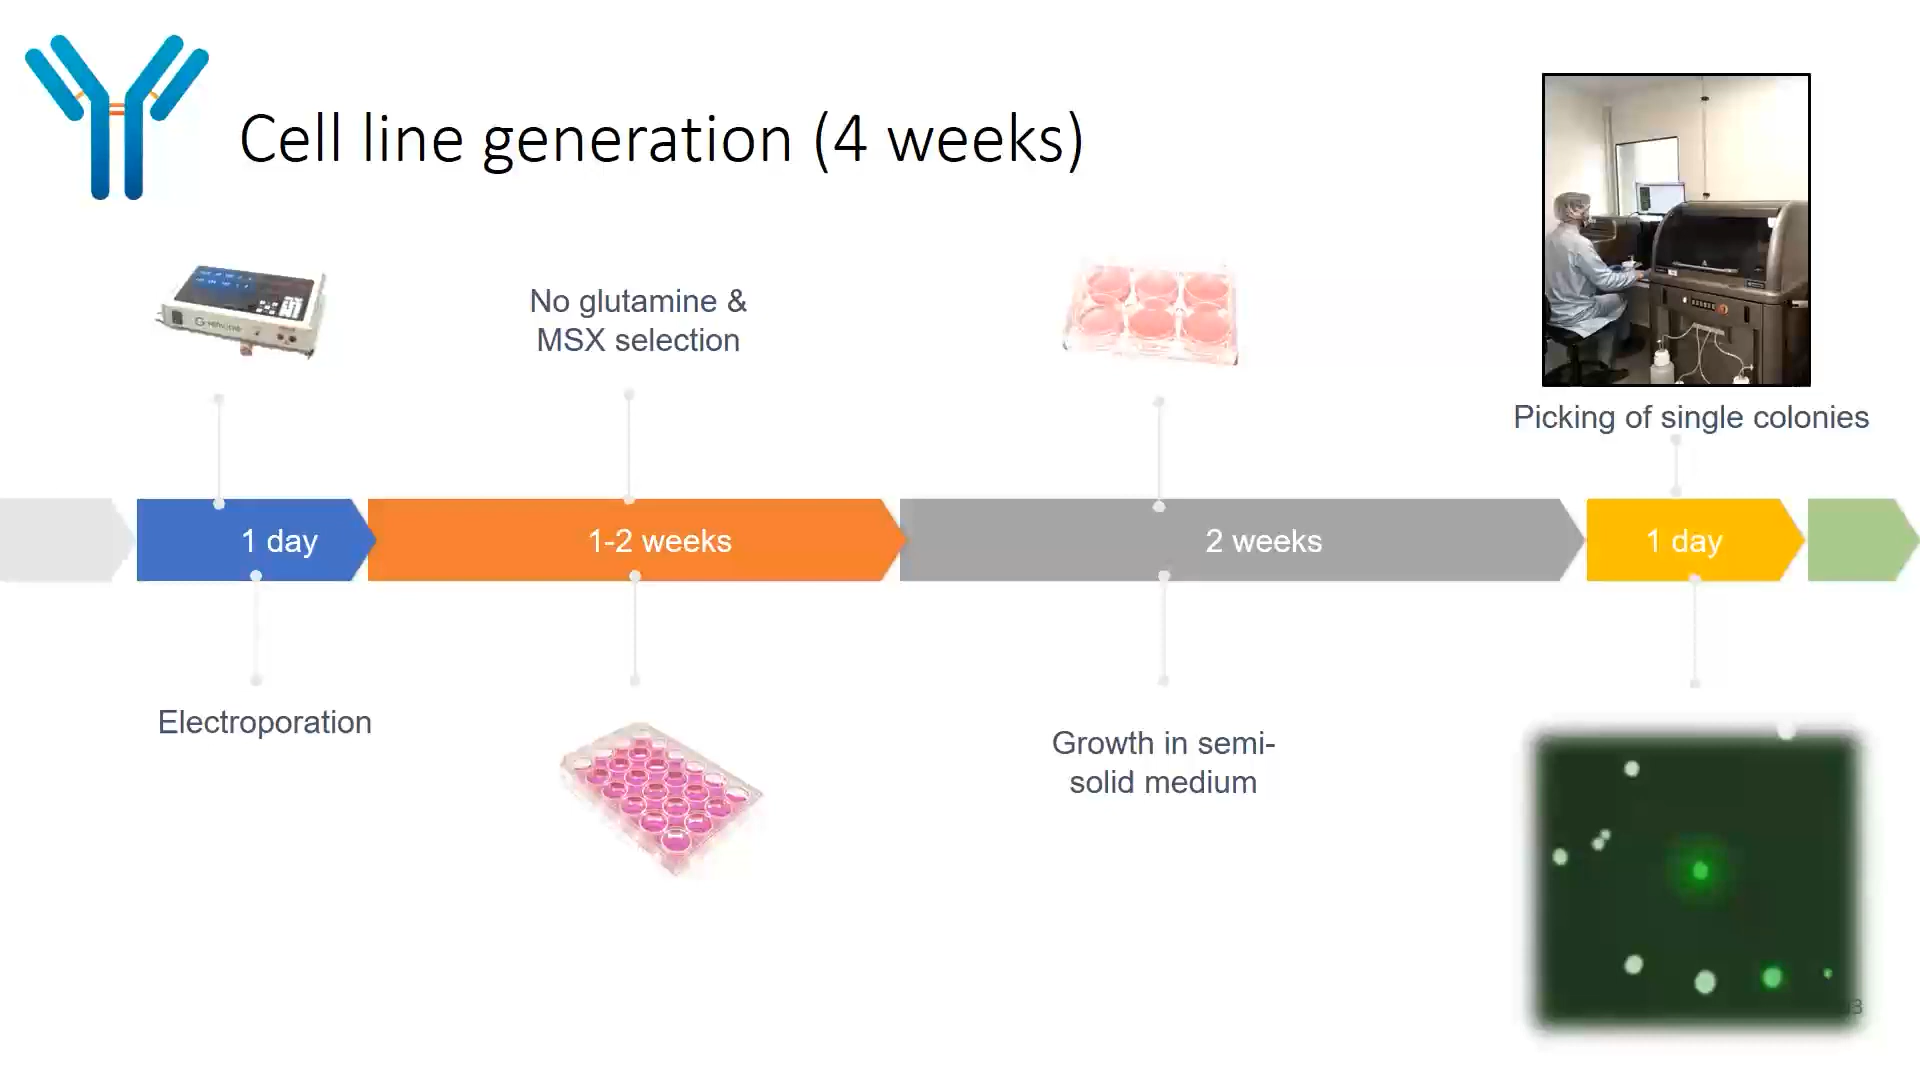 Cell line generation (4 weeks)
No glutamine &
MSX selection
Picking of single colonies
1 day
1-2 weeks
2 weeks
1 day
Electroporation
Growth in semi-
solid medium